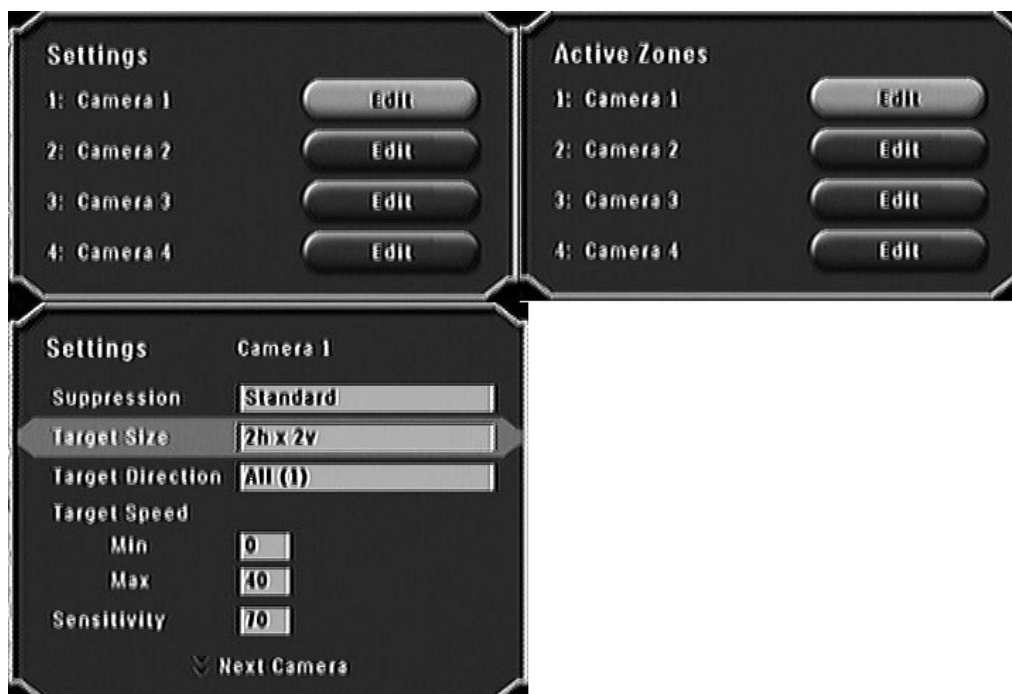 Settings
1: Camera 1 Edit
2: Camera 2 Edit
3: Camera 3 Edit
4: Camera 4 Edit
Active Zones
1: Camera 1 Edit
2: Camera 2 Edit
3: Camera 3 Edit
4: Camera 4 Edit
Settings Camera 1
Suppression Standard
Target Size 2h x 2v
Target Direction All (1)
Target Speed
Min 0
Max 40
Sensitivity 70
Next Camera